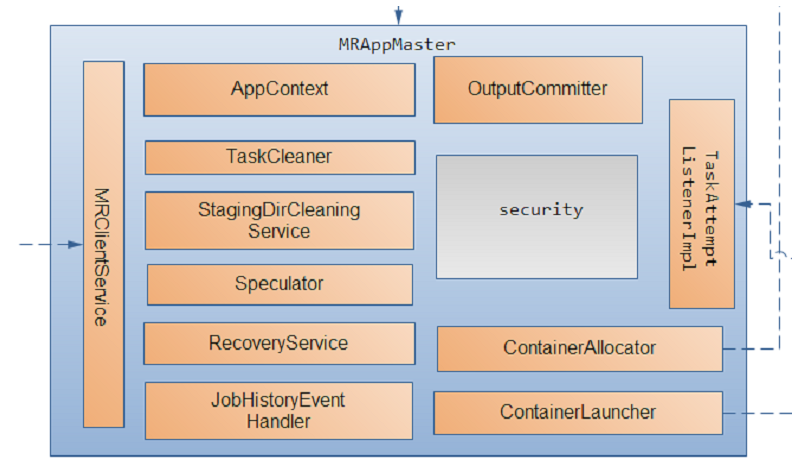 MRAppMaster
MRClientService
AppContext
TaskCleaner
StagingDirCleaning
Service
Speculator
RecoveryService
JobHistoryEvent
Handler
OutputCommitter
security
TaskAttempt
ListenerImpl
ContainerAllocator
ContainerLauncher